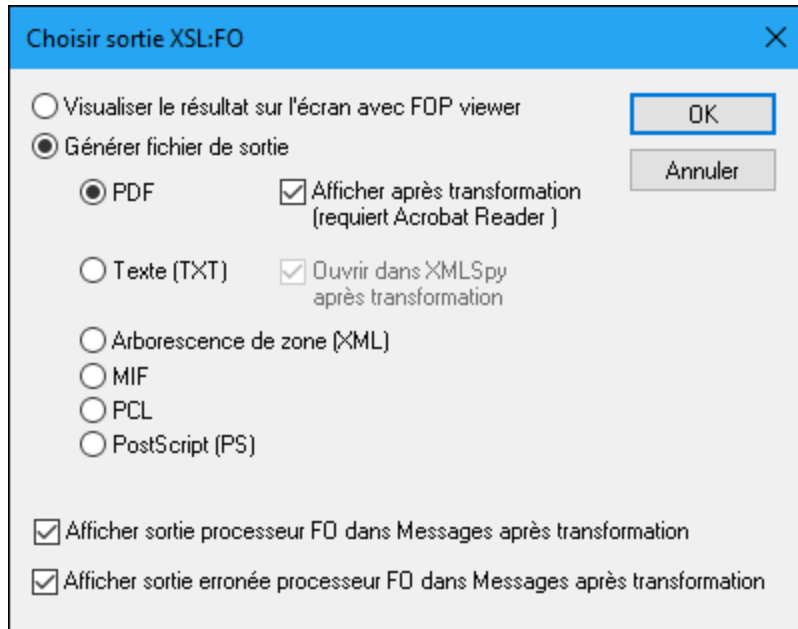 Choisir sortie XSL:FO
Visualiser le résultat sur l'écran avec FOP viewer
OK
Générer fichier de sortie
Annuler
PDF
Afficher après transformation
(requiert Acrobat Reader )
Texte (TXT)
Ouvrir dans XMLSpy
après transformation
Arborescence de zone (XML)
MIF
PCL
PostScript (PS)
Afficher sortie processeur FO dans Messages après transformation
Afficher sortie erronée processeur FO dans Messages après transformation